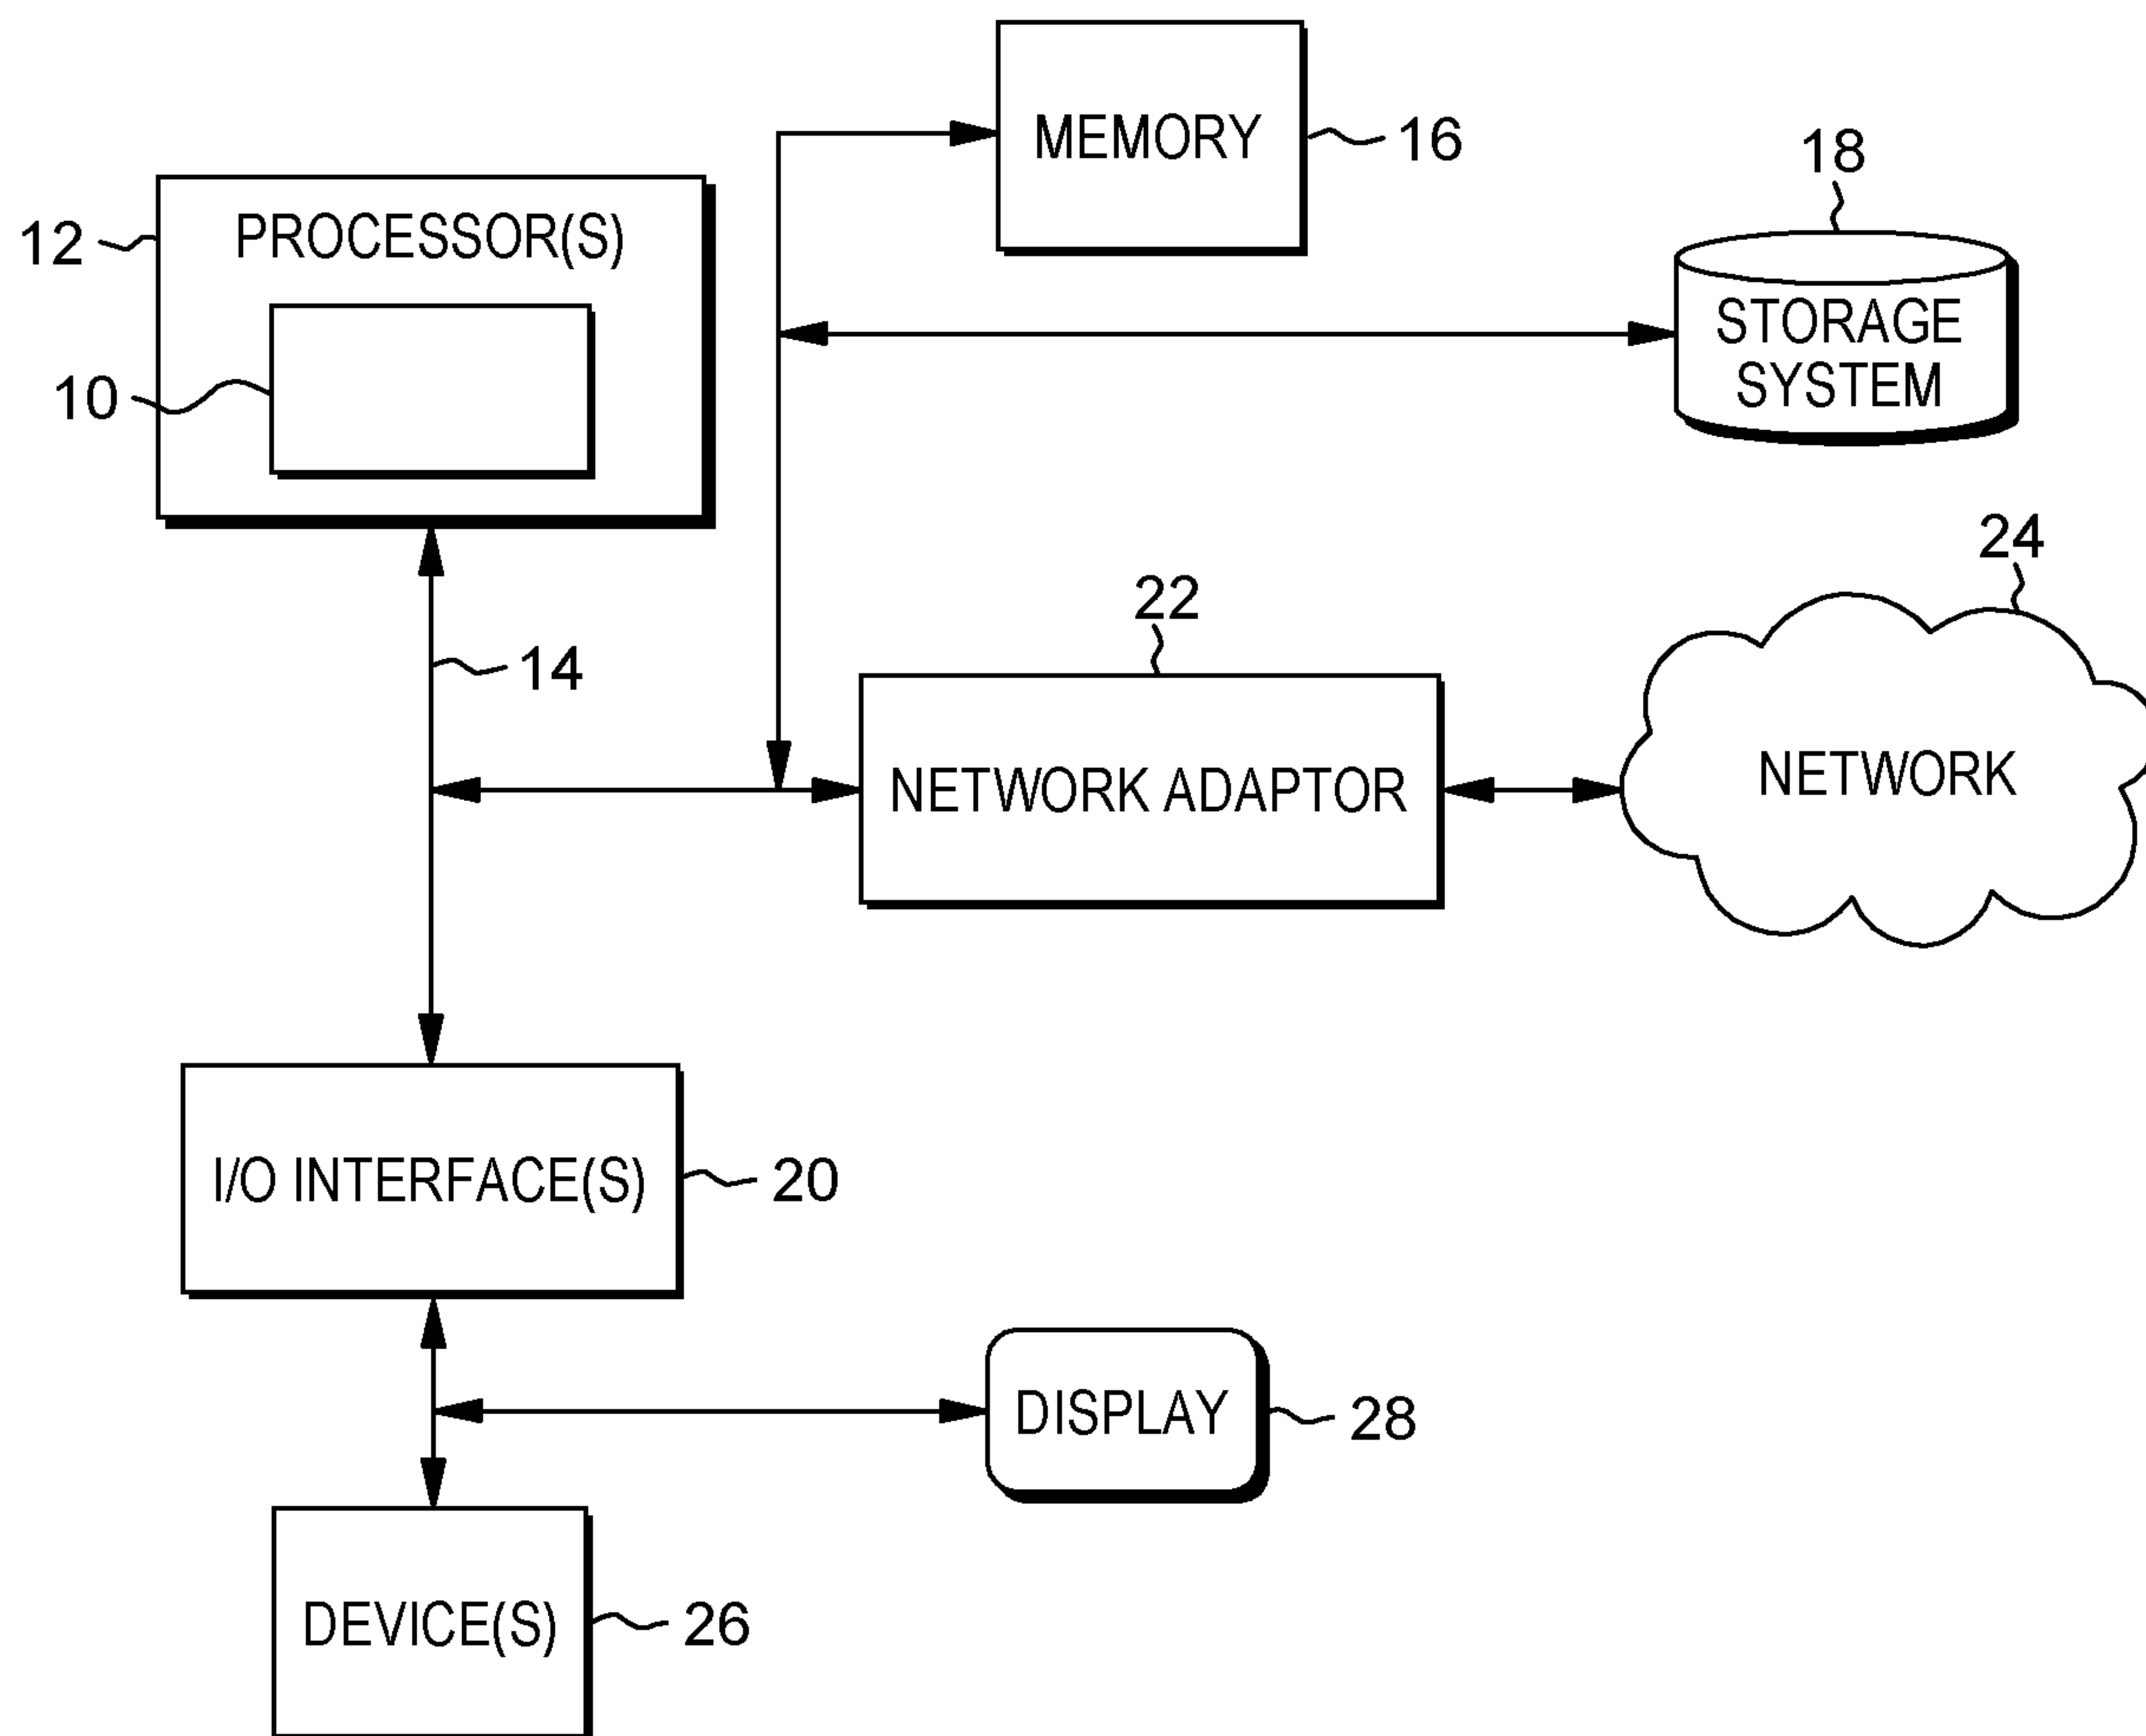 MEMORY
16
18
12
PROCESSOR(S)
STORAGE
SYSTEM
10
24
22
14
NETWORK
NETWORK ADAPTOR
I/O INTERFACE(S)
20
DISPLAY
28
DEVICE(S)
26